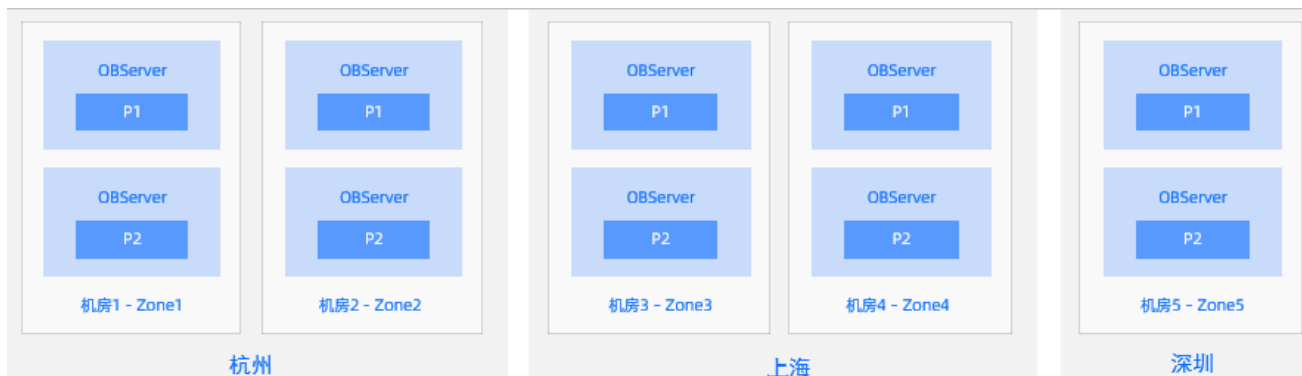 OBServer
P1
OBServer
P2
机房1 - Zone1
OBServer
P1
OBServer
P2
机房2 - Zone2
杭州
OBServer
P1
OBServer
P2
机房3 - Zone3
OBServer
P1
OBServer
P2
机房4 - Zone4
上海
OBServer
P1
OBServer
P2
机房5 - Zone5
深圳